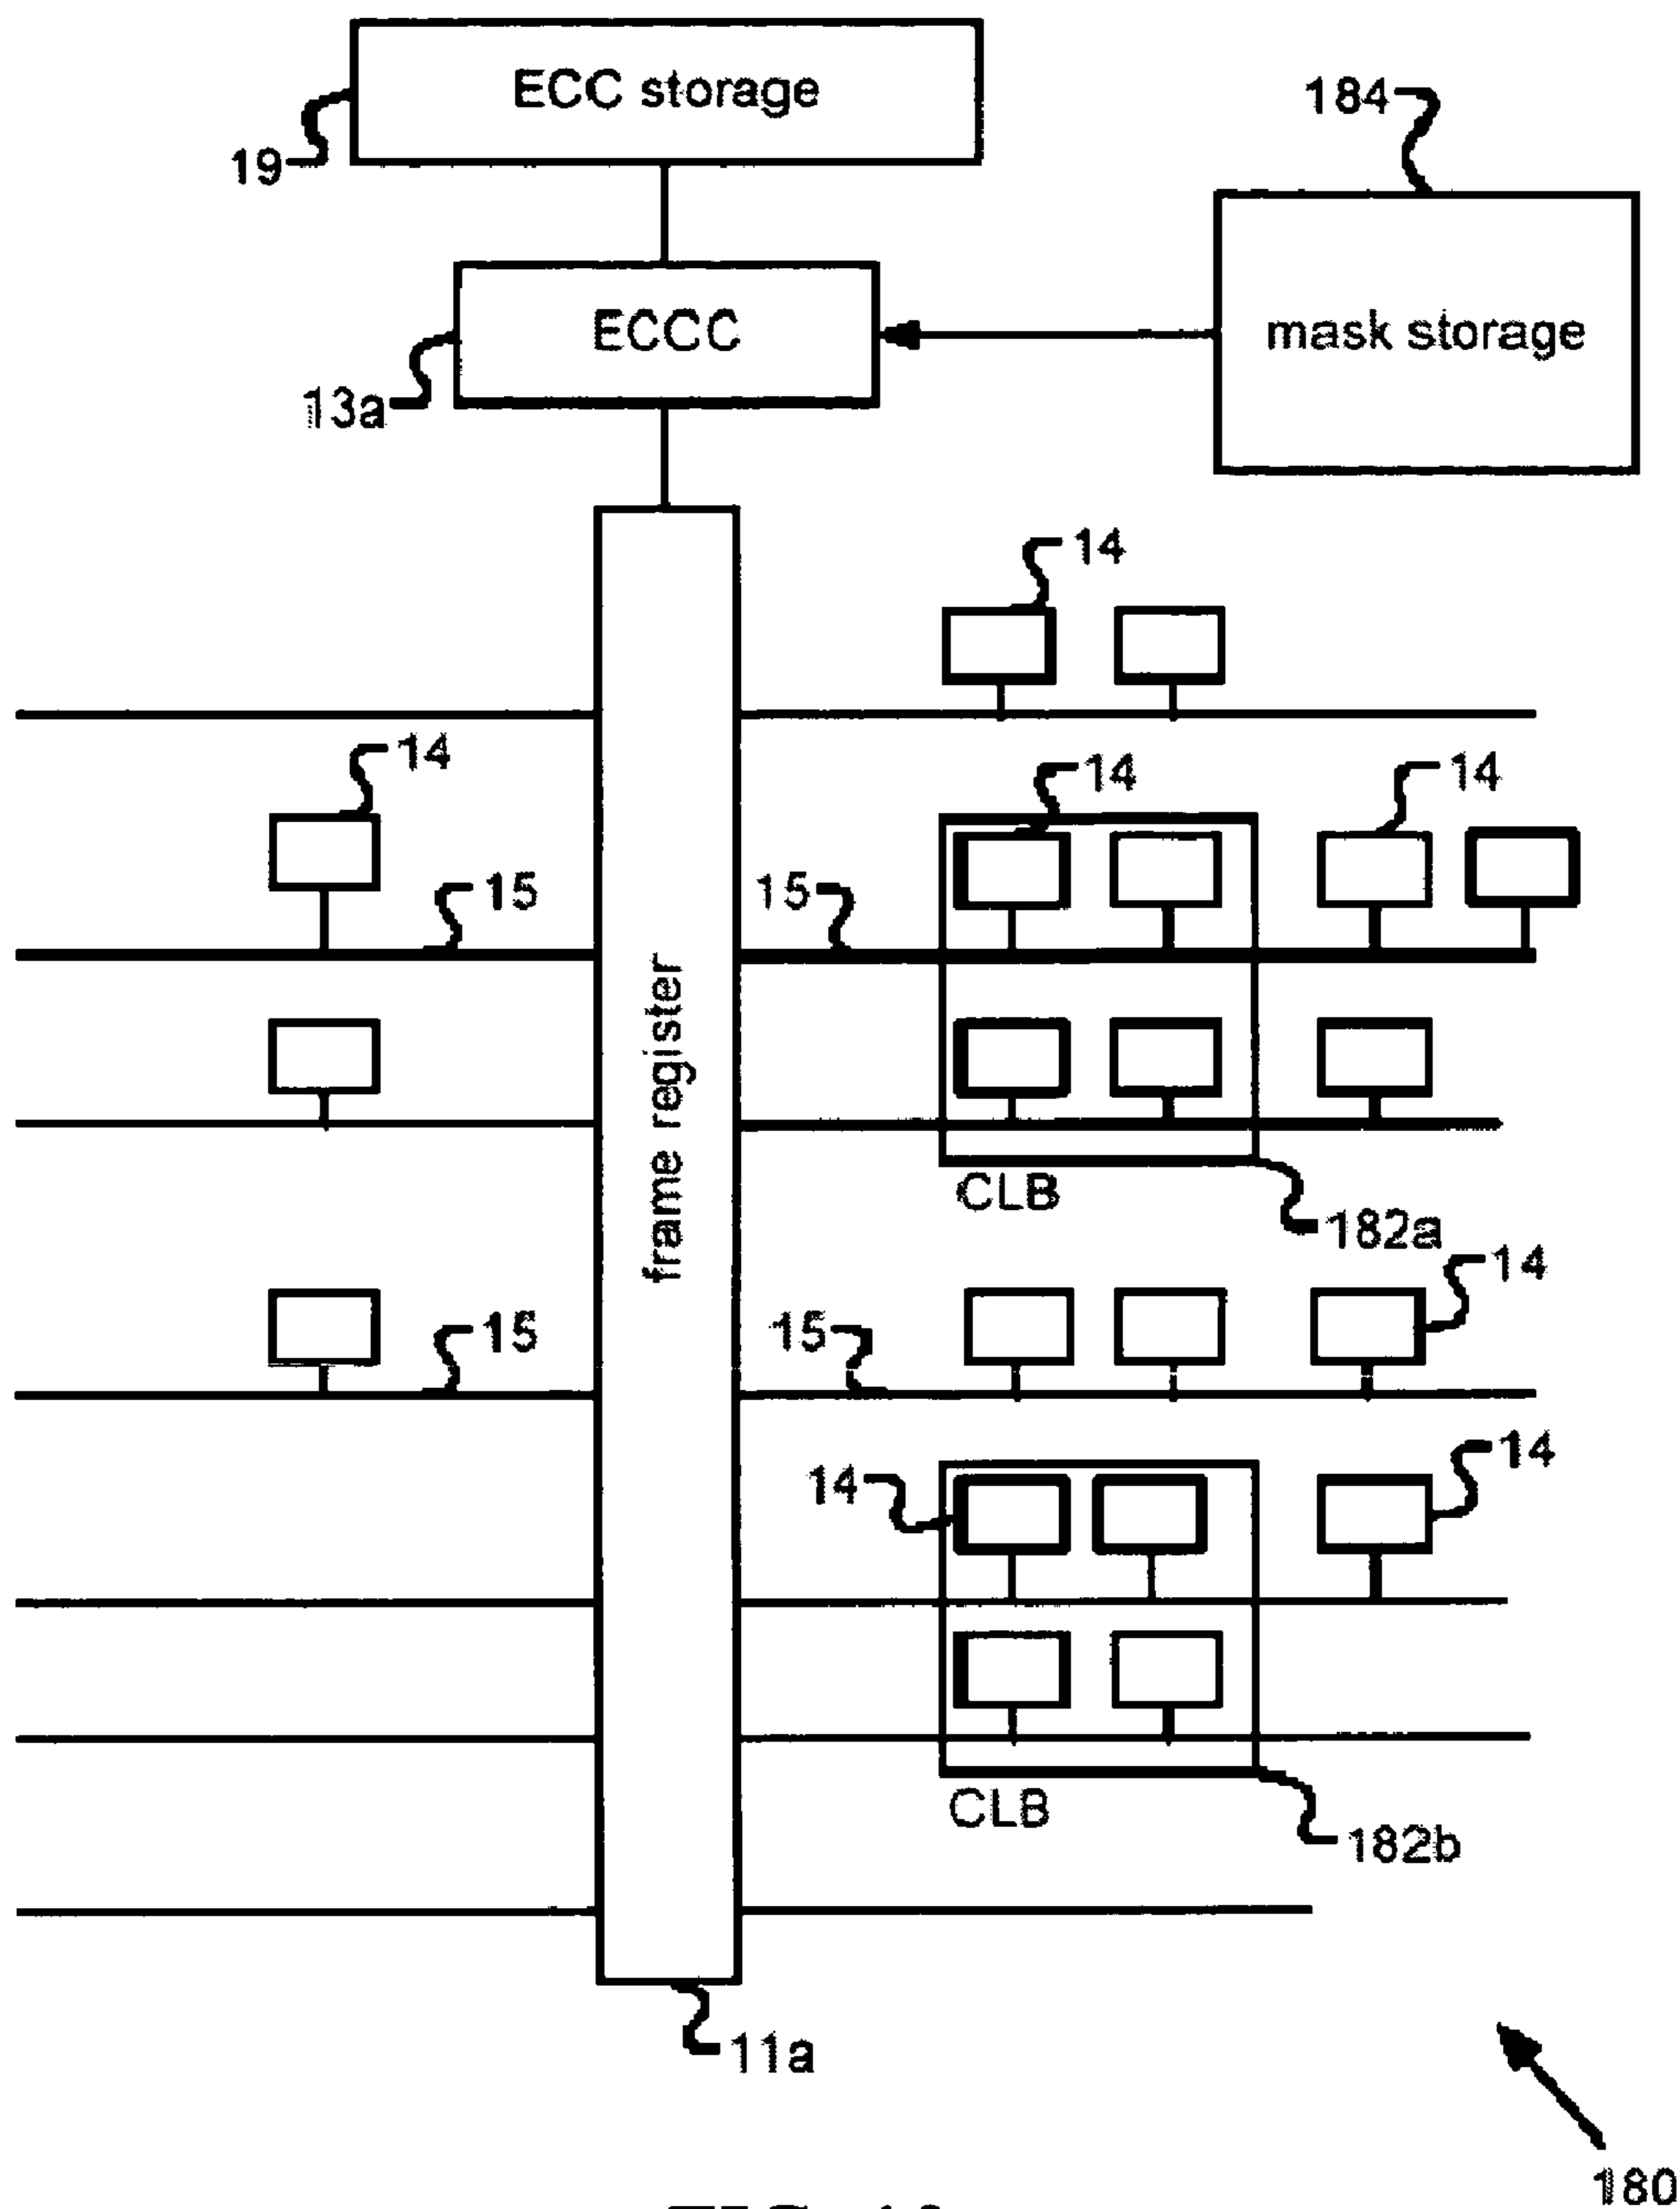 ECC storage
19
184
mask storage
ECCC
13a
14
14
14
14
15
15
frame register
CLB
182a
14
15
15
14
14
CLB
182b
11a
180